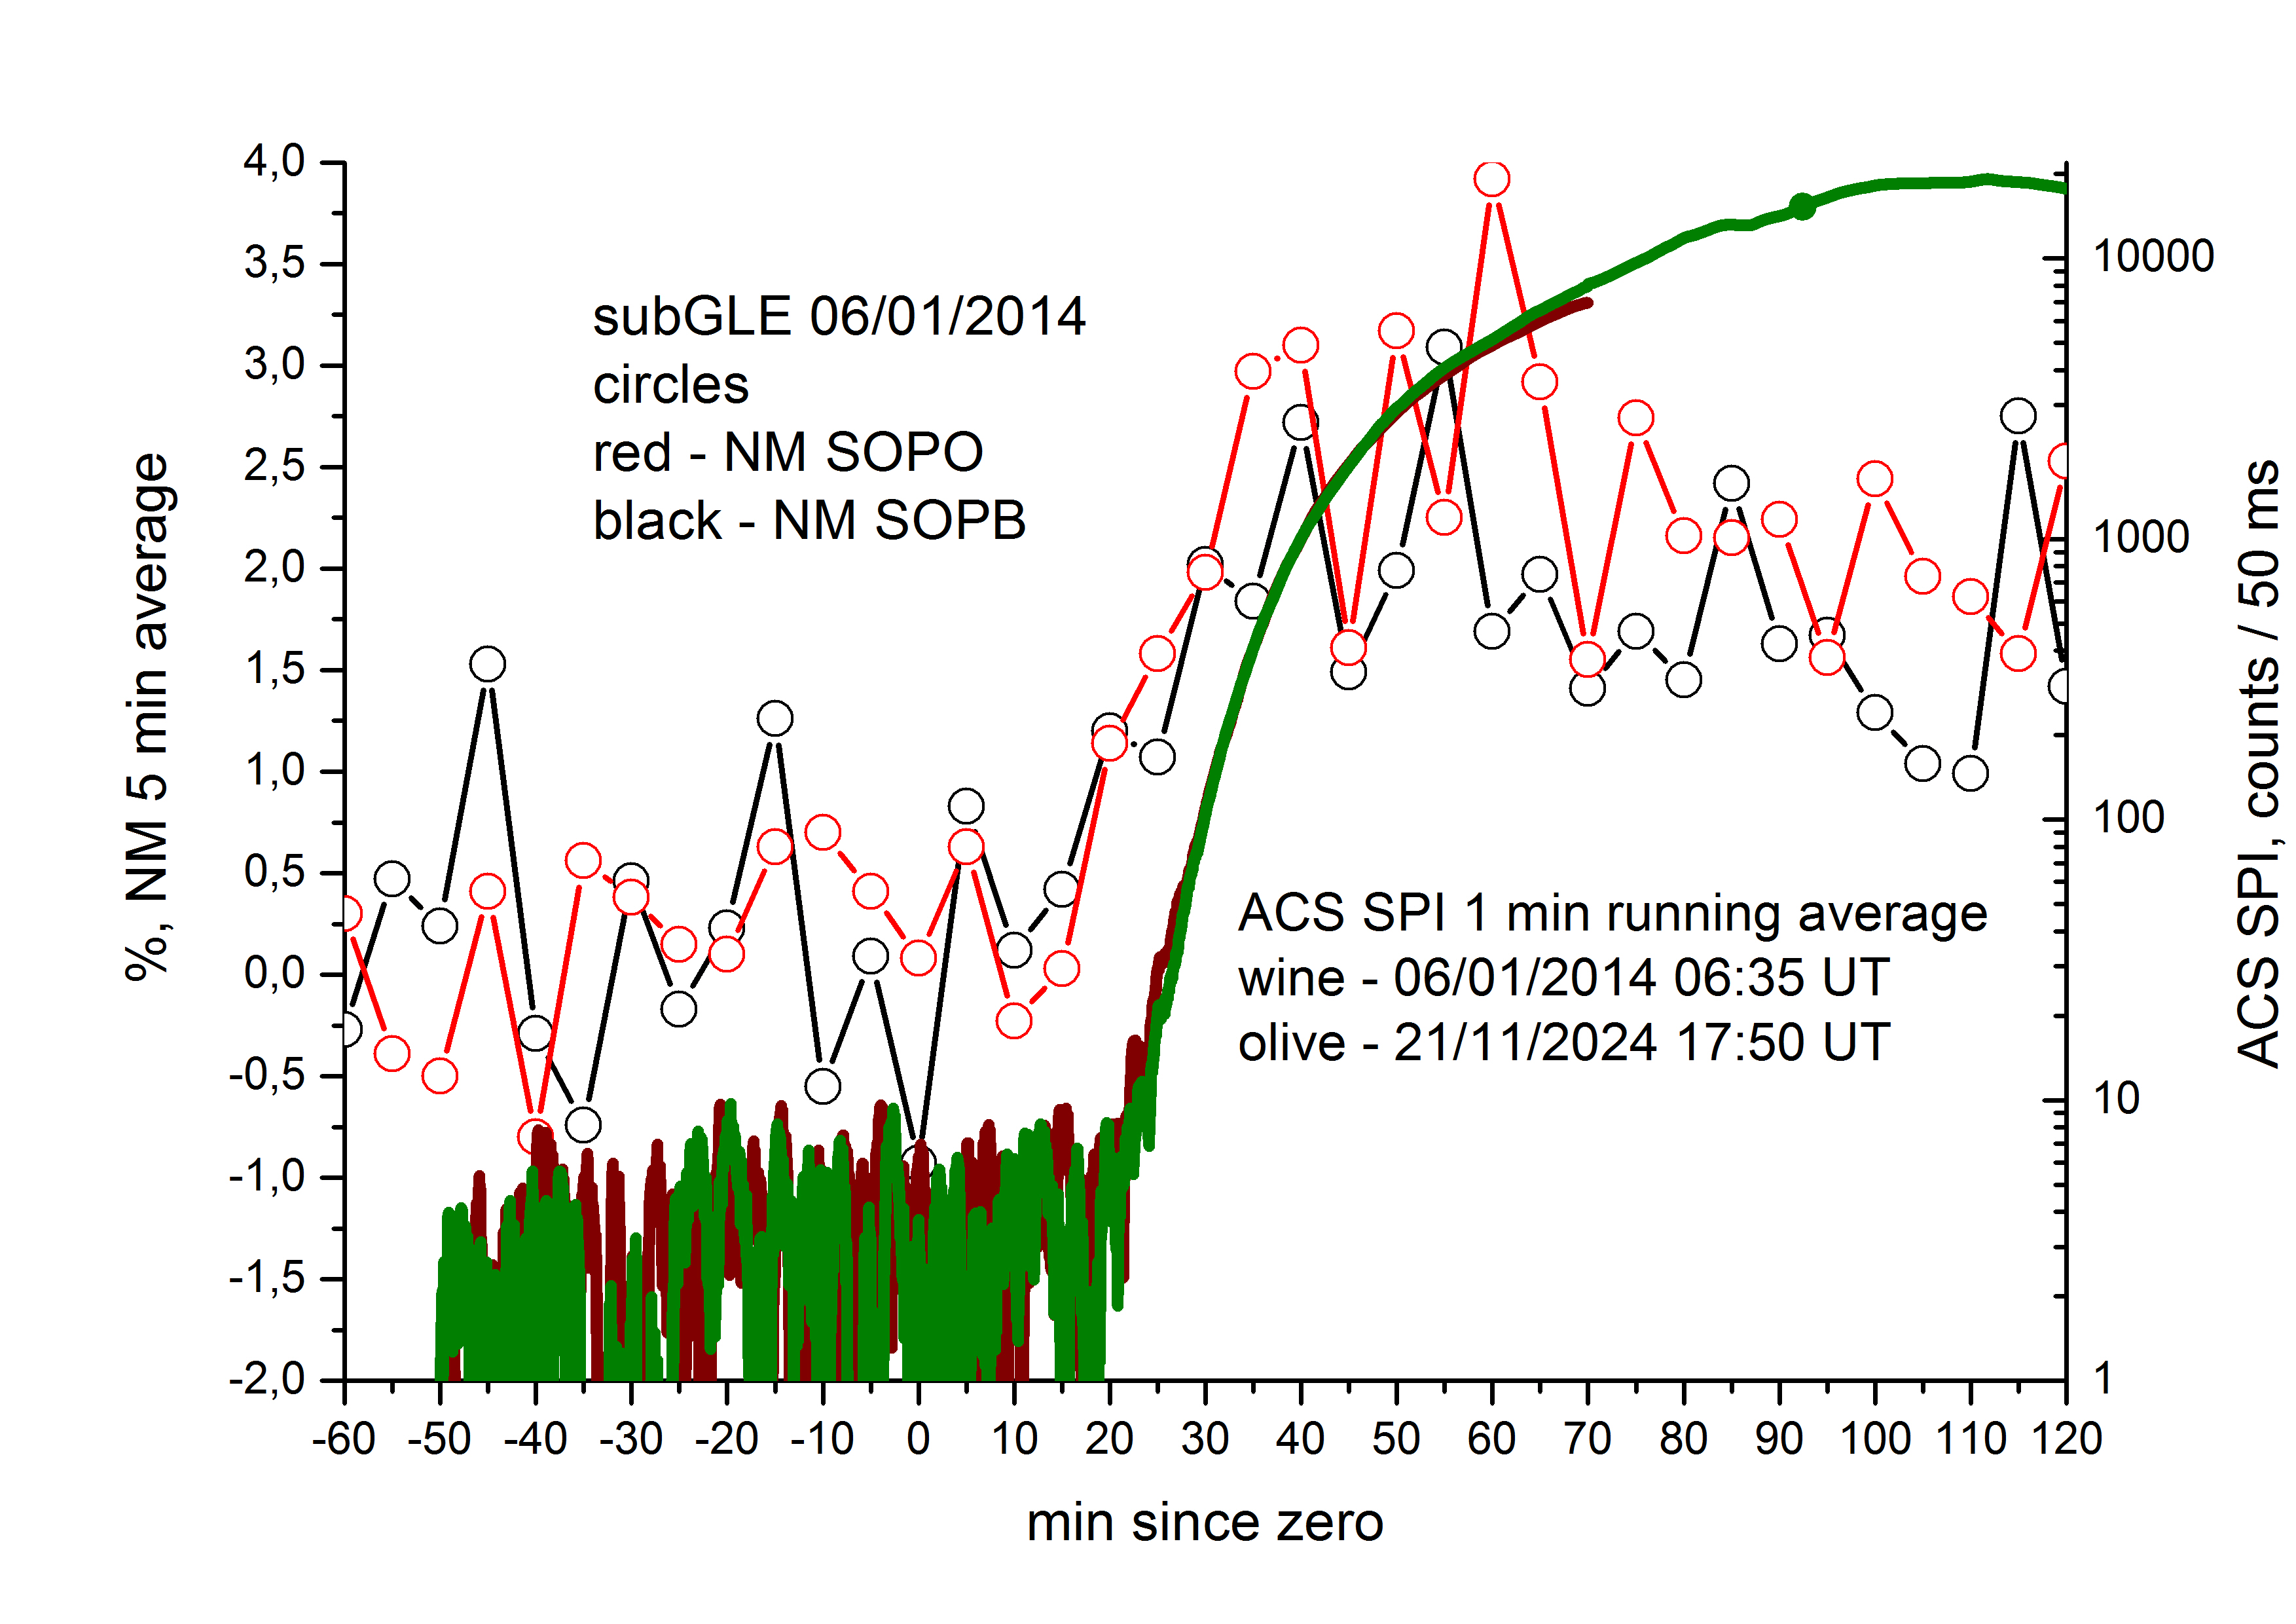 4,0
3,5
3,0
2,5
2,0
1,5
1,0
0,5
0,0
-0,5
-1,0
-1,5
-2,0
%, NM 5 min average
subGLE 06/01/2014
circles
red - NM SOPO
black - NM SOPB
ACS SPI 1 min running average
wine - 06/01/2014 06:35 UT
olive - 21/11/2024 17:50 UT
10000
1000
100
10
1
ACS SPI, counts / 50 ms
-60 -50 -40 -30 -20 -10 0 10 20 30 40 50 60 70 80 90 100 110 120
min since zero